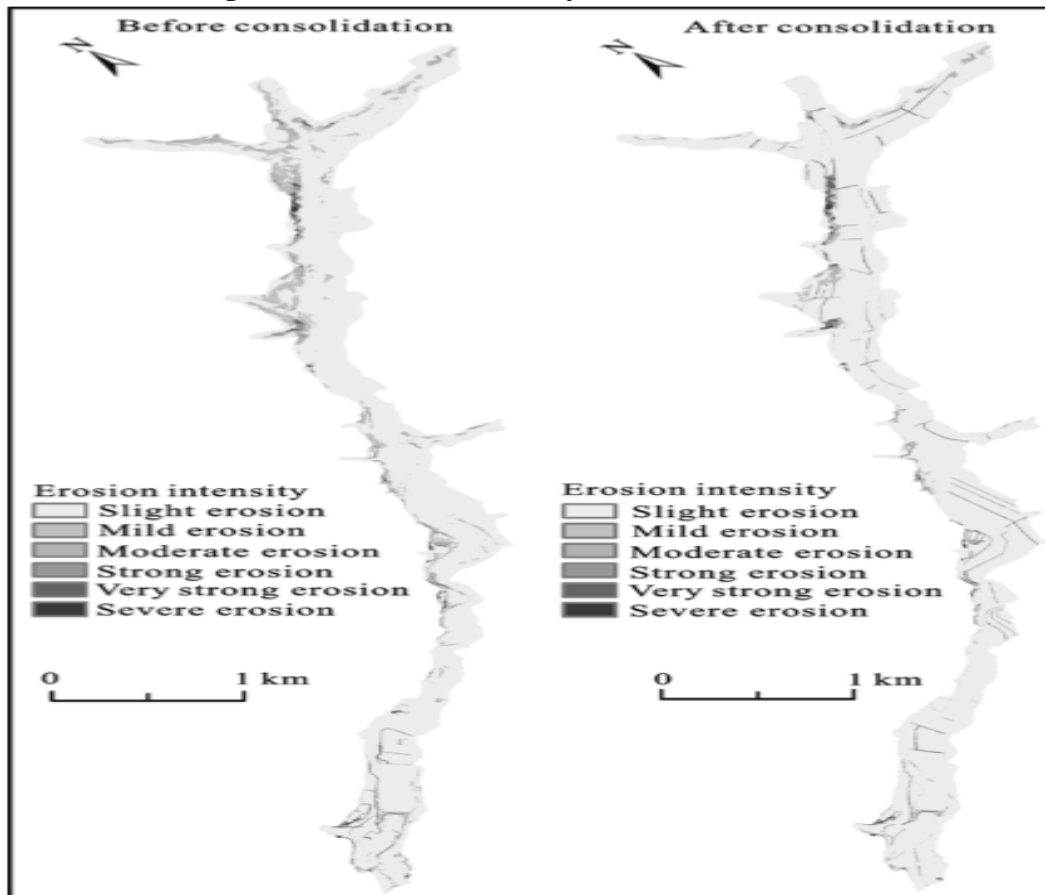 Before consolidation
After consolidation
N
N
Erosion intensity
Slight erosion
Mild erosion
Moderate erosion
Strong erosion
Very strong erosion
Severe erosion
0 1 km
Erosion intensity
Slight erosion
Mild erosion
Moderate erosion
Strong erosion
Very strong erosion
Severe erosion
0 1 km